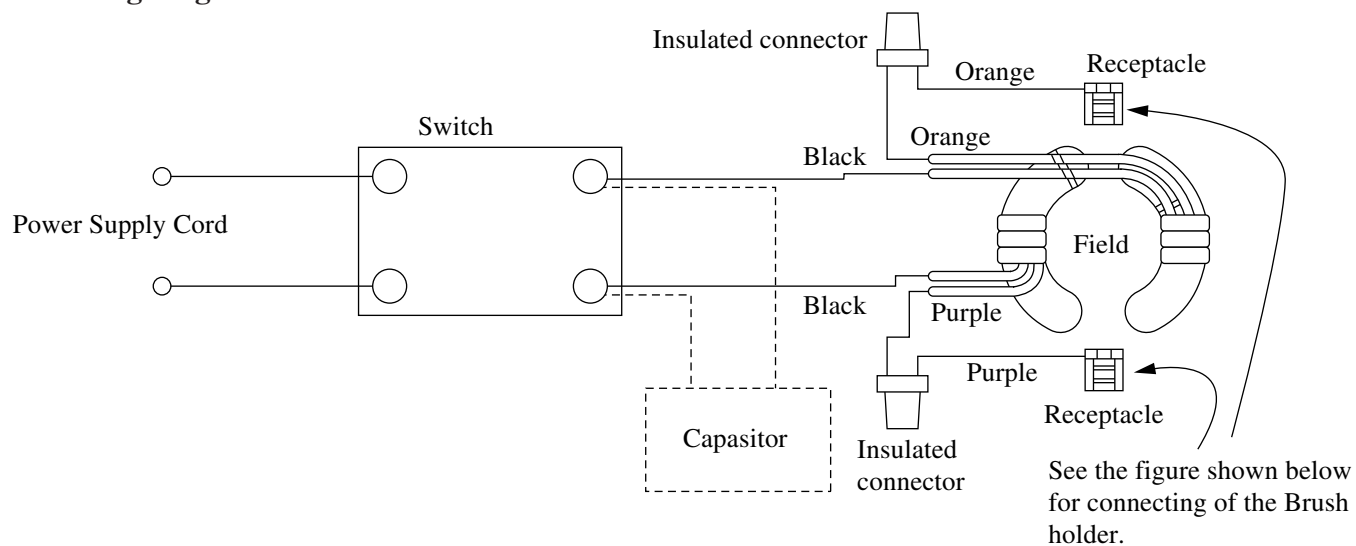 Insulated connector
Orange
Receptacle
Switch
Orange
Black
Power Supply Cord
Field
Black
Purple
Purple
Receptacle
Capasitor
Insulated
connector
See the figure shown below
for connecting of the Brush
holder.